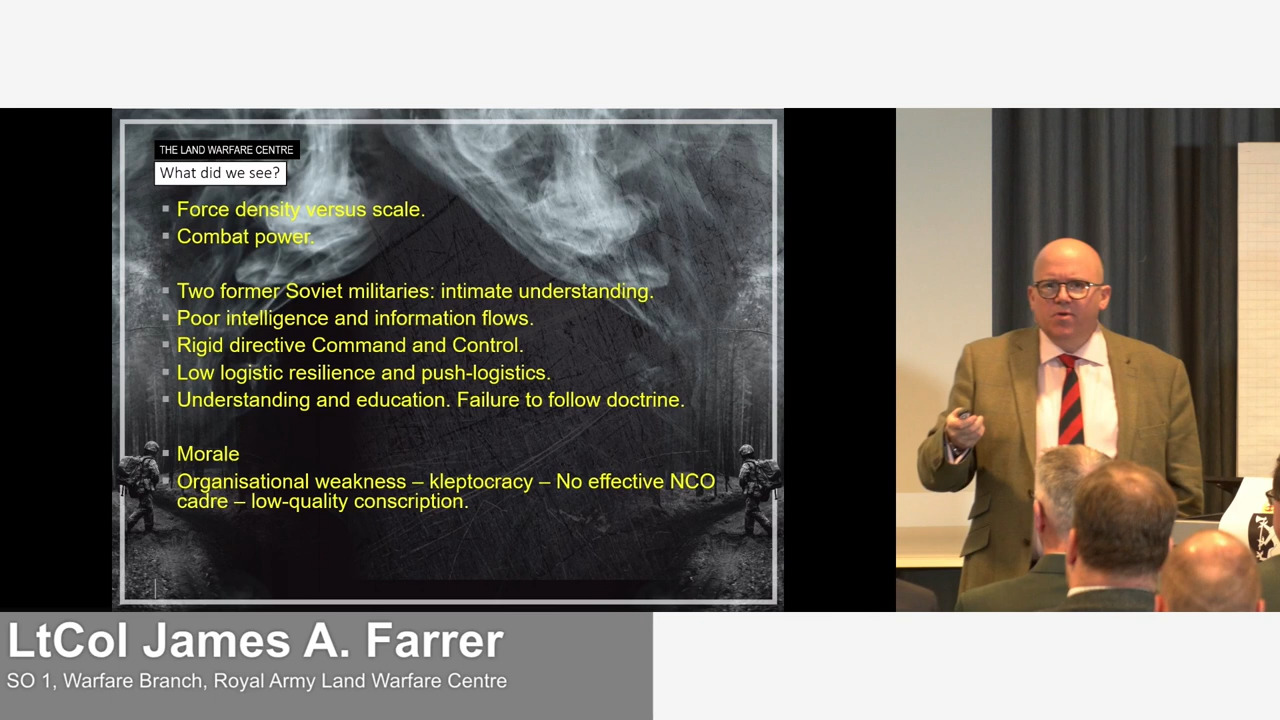 THE LAND WARFARE CENTRE
What did we see?
Force density versus scale.
Combat power.
Two former Soviet militaries: intimate understanding.
Poor intelligence and information flows.
Rigid directive Command and Control.
Low logistic resilience and push-logistics.
Understanding and education. Failure to follow doctrine.
Morale
Organisational weakness – kleptocracy – No effective NCO
cadre – low-quality conscription.
LtCol James A. Farrer
SO 1, Warfare Branch, Royal Army Land Warfare Centre